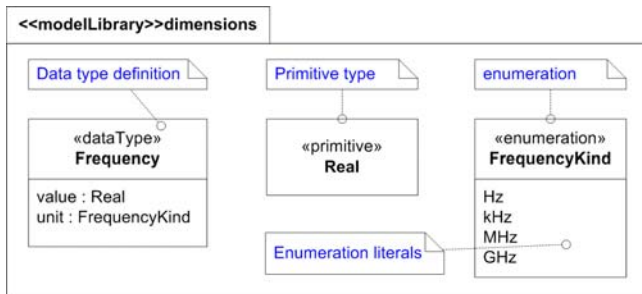 <<modelLibrary>>dimensions
Data type definition
Primitive type
enumeration
«dataType»
Frequency
value : Real
unit : FrequencyKind
«primitive»
Real
«enumeration»
FrequencyKind
Hz
kHz
MHz
GHz
Enumeration literals